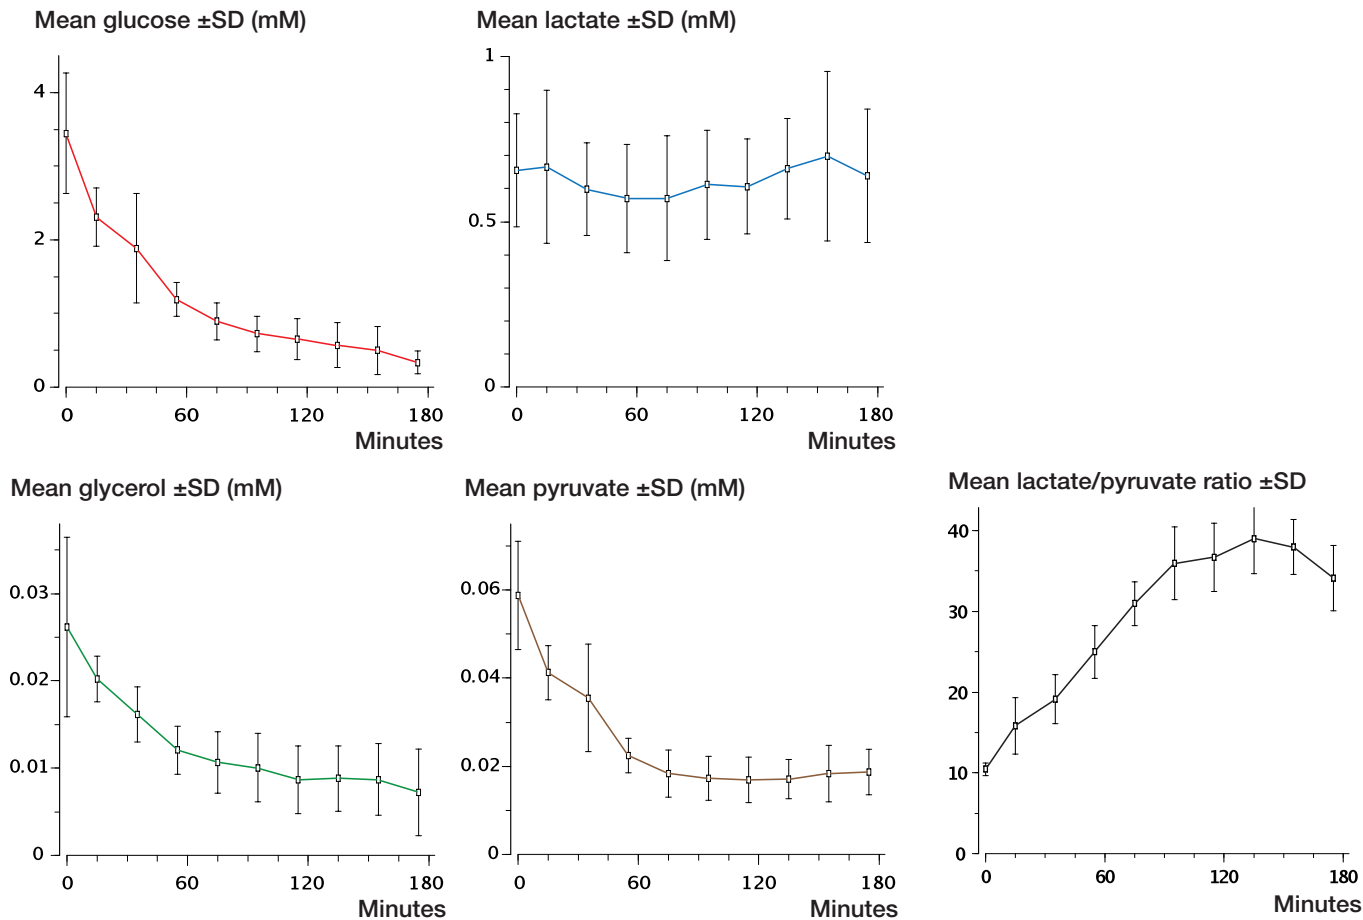 Mean glucose ±SD (mM)
4
2
0
0 60 120 180
Minutes
Mean lactate ±SD (mM)
1
0.5
0
0 60 120 180
Minutes
Mean glycerol ±SD (mM)
0.03
0.02
0.01
0
0 60 120 180
Minutes
Mean pyruvate ±SD (mM)
0.06
0.04
0.02
0
0 60 120 180
Minutes
Mean lactate/pyruvate ratio ±SD
40
30
20
10
0
0 60 120 180
Minutes